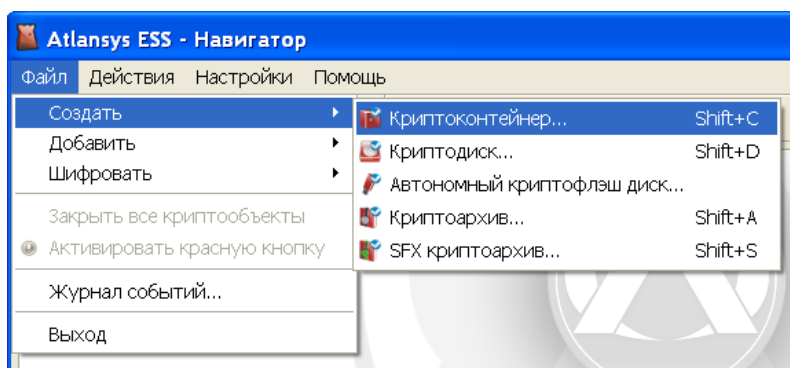 Atlansys ESS - Навигатор
Файл Действия Настройки Помощь
Создать
Добавить
Шифровать
Закрыть все криптообъекты
Активировать красную кнопку
Журнал событий...
Выход
Криптоконтейнер... Shift+C
Криптодиск... Shift+D
Автономный криптофлэш диск...
Криптоархив... Shift+A
SFX криптоархив... Shift+S